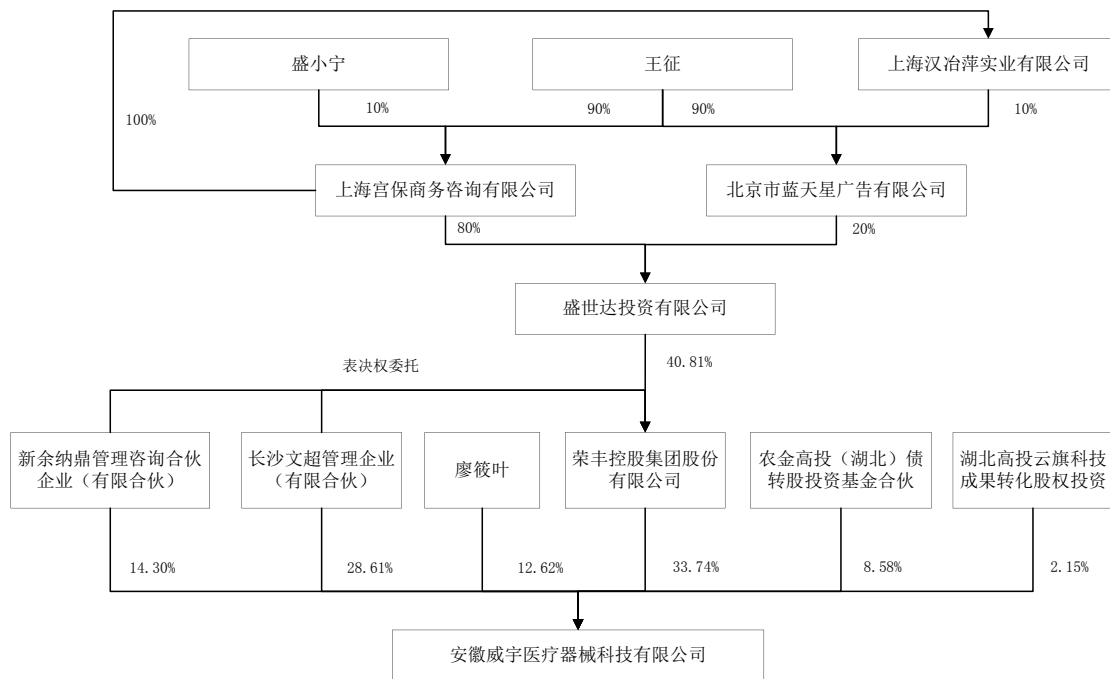 盛小宁
王征
上海汉冶萍实业有限公司
100%
10%
90%
90%
10%
上海宫保商务咨询有限公司
北京市蓝天星广告有限公司
80%
20%
盛世达投资有限公司
表决权委托
40.81%
新余纳鼎管理咨询合伙
企业（有限合伙）
长沙文超管理企业
（有限合伙）
廖筱叶
荣丰控股集团股份
有限公司
农金高投（湖北）债
转股投资基金合伙
湖北高投云旗科技
成果转化股权投资
14.30%
28.61%
12.62%
33.74%
8.58%
2.15%
安徽威宇医疗器械科技有限公司